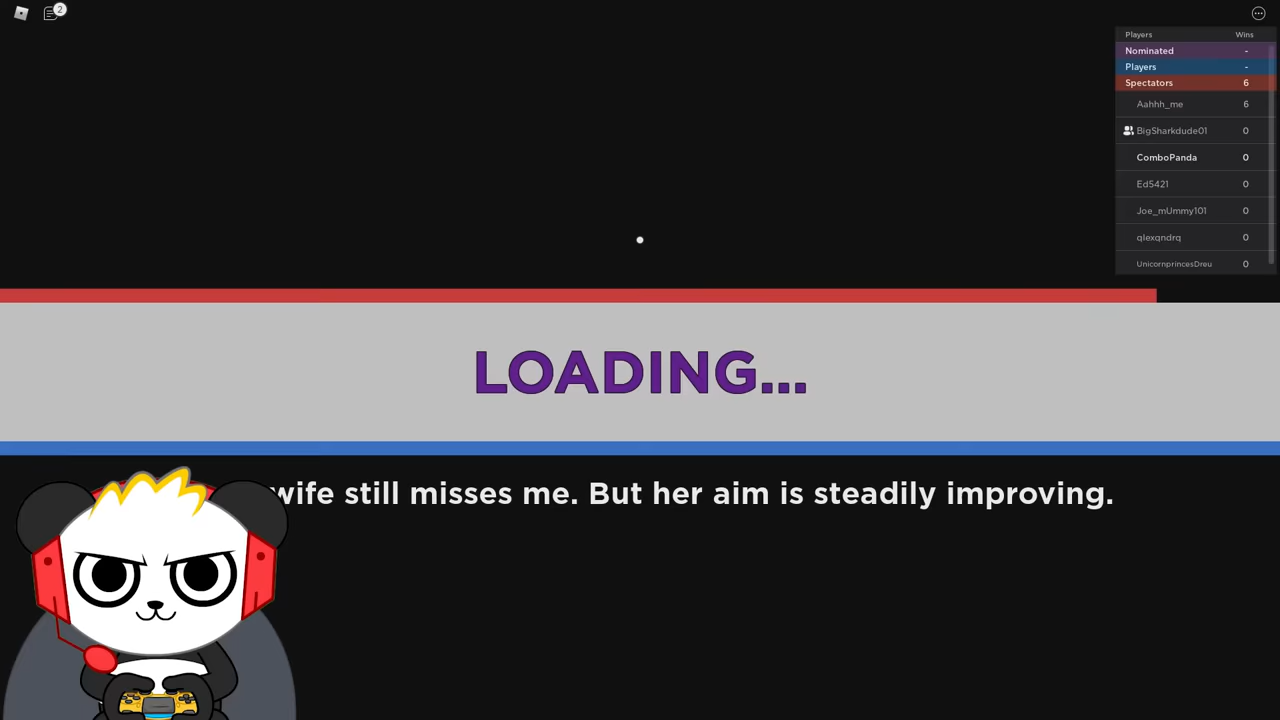 2
Players Wins
Nominated -
Players -
Spectators 6
Aahhh_me 6
BigSharkdude01 0
ComboPanda 0
Ed5421 0
Joe_mUmmy101 0
qlexqndrq 0
UnicornprincesDreu 0
LOADING...
wife still misses me. But her aim is steadily improving.